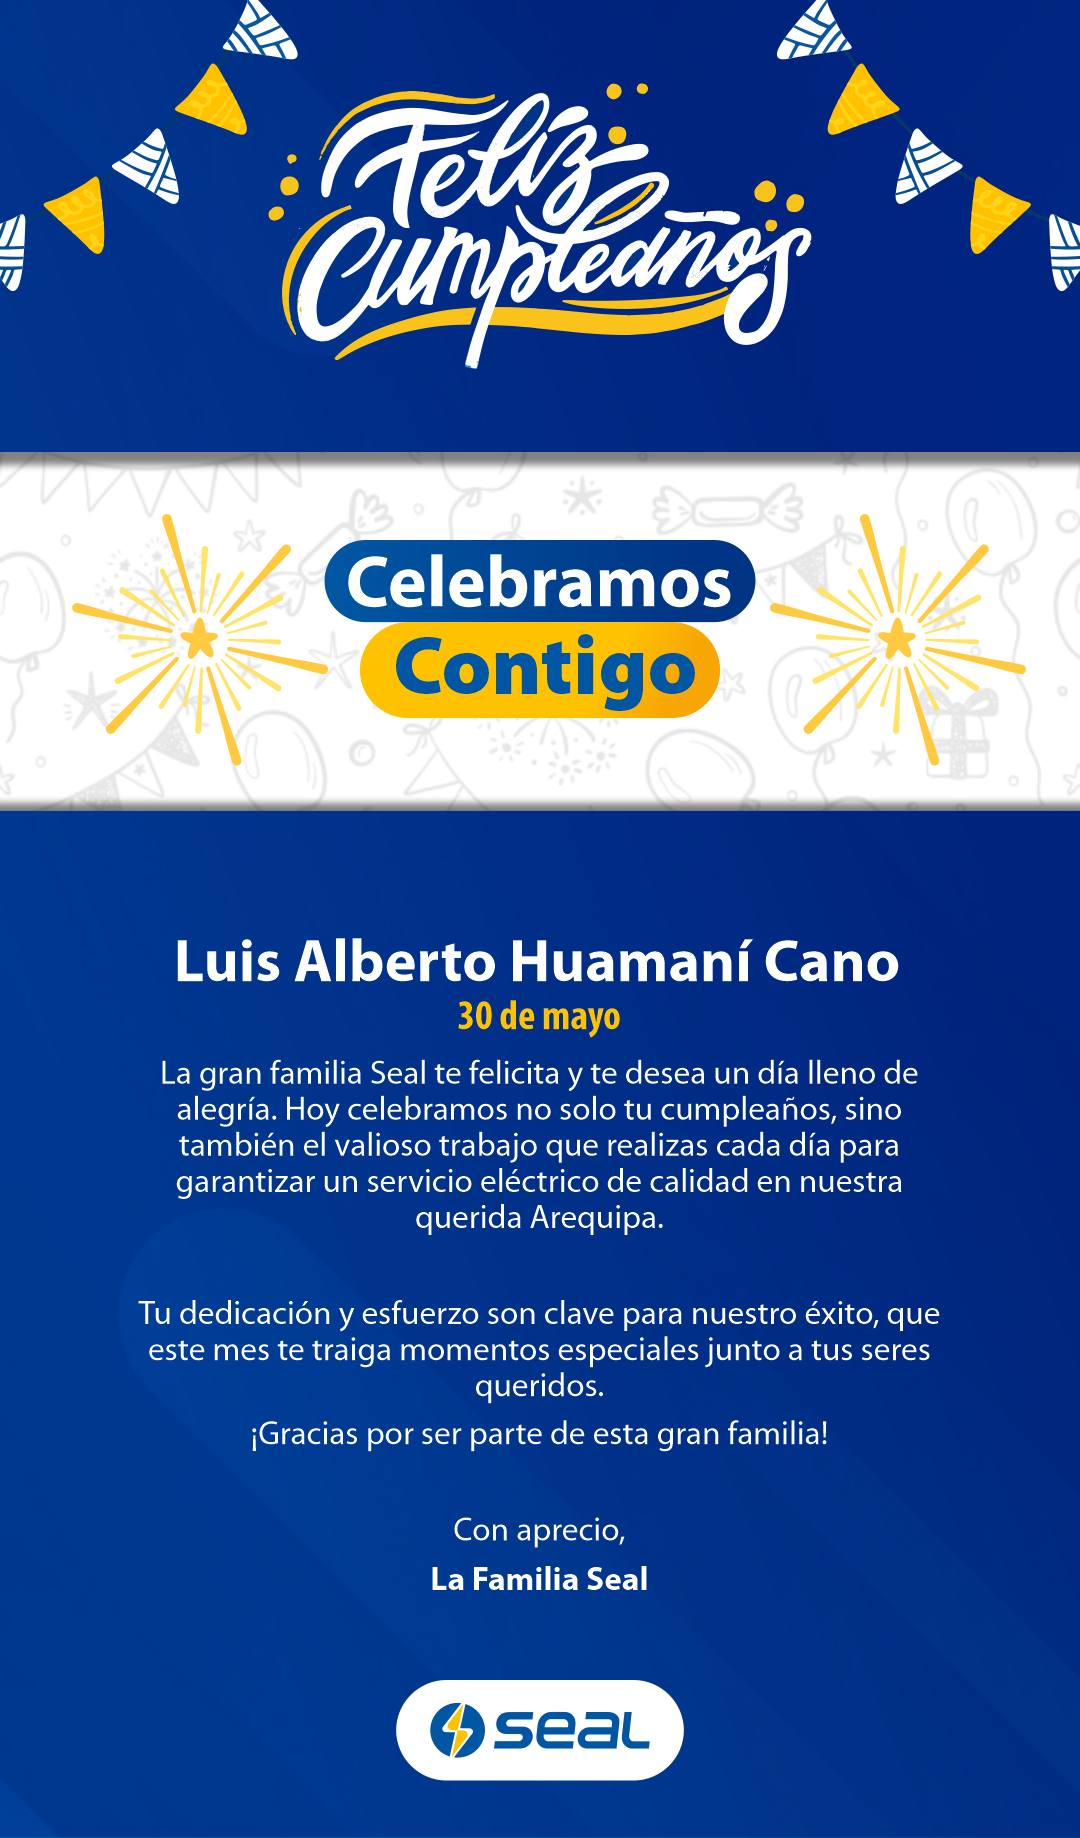 Feliz
Cumpleaños
Celebramos
Contigo
Luis Alberto Huamaní Cano
30 de mayo
La gran familia Seal te felicita y te desea un día lleno de
alegría. Hoy celebramos no solo tu cumpleaños, sino
también el valioso trabajo que realizas cada día para
garantizar un servicio eléctrico de calidad en nuestra
querida Arequipa.
Tu dedicación y esfuerzo son clave para nuestro éxito, que
este mes te traiga momentos especiales junto a tus seres
queridos.
¡Gracias por ser parte de esta gran familia!
Con aprecio,
La Familia Seal
seal